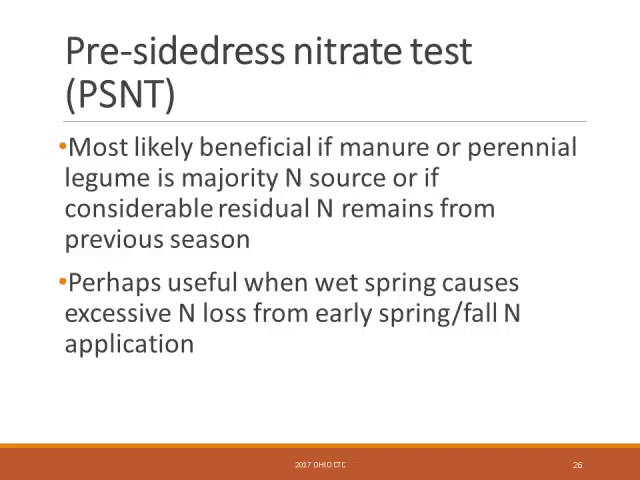 Pre-sidedress nitrate test
(PSNT)
•Most likely beneficial if manure or perennial
legume is majority N source or if
considerable residual N remains from
previous season
•Perhaps useful when wet spring causes
excessive N loss from early spring/fall N
application
2017 OHIO CTC
26